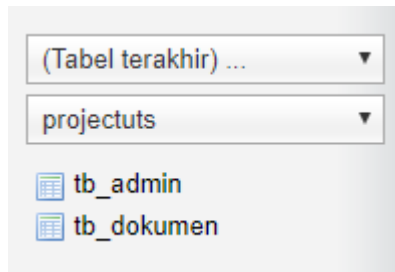 (Tabel terakhir) ...
projectuts
tb_admin
tb_dokumen